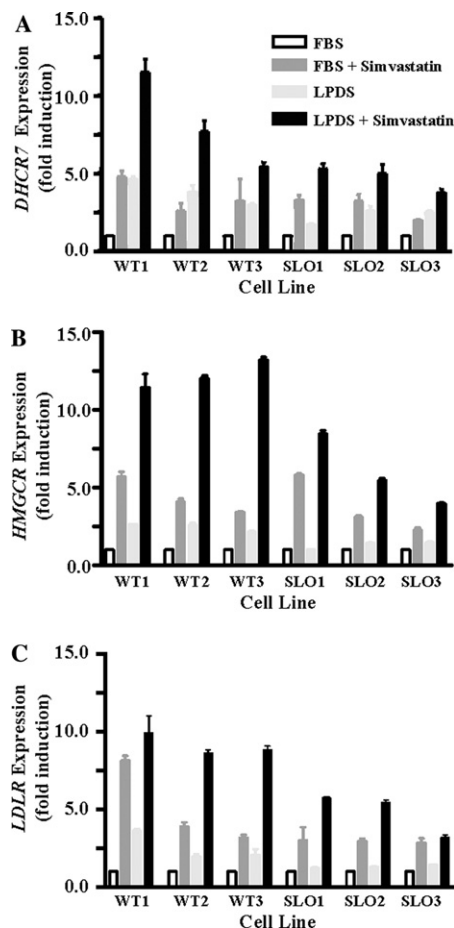 A
DHCR7 Expression
(fold induction)
15.0
10.0
5.0
0.0
FBS
FBS + Simvastatin
LPDS
LPDS + Simvastatin
WT1 WT2 WT3 SLO1 SLO2 SLO3
Cell Line
B
HMGCR Expression
(fold induction)
15.0
10.0
5.0
0.0
WT1 WT2 WT3 SLO1 SLO2 SLO3
Cell Line
C
LDLR Expression
(fold induction)
15.0
10.0
5.0
0.0
WT1 WT2 WT3 SLO1 SLO2 SLO3
Cell Line